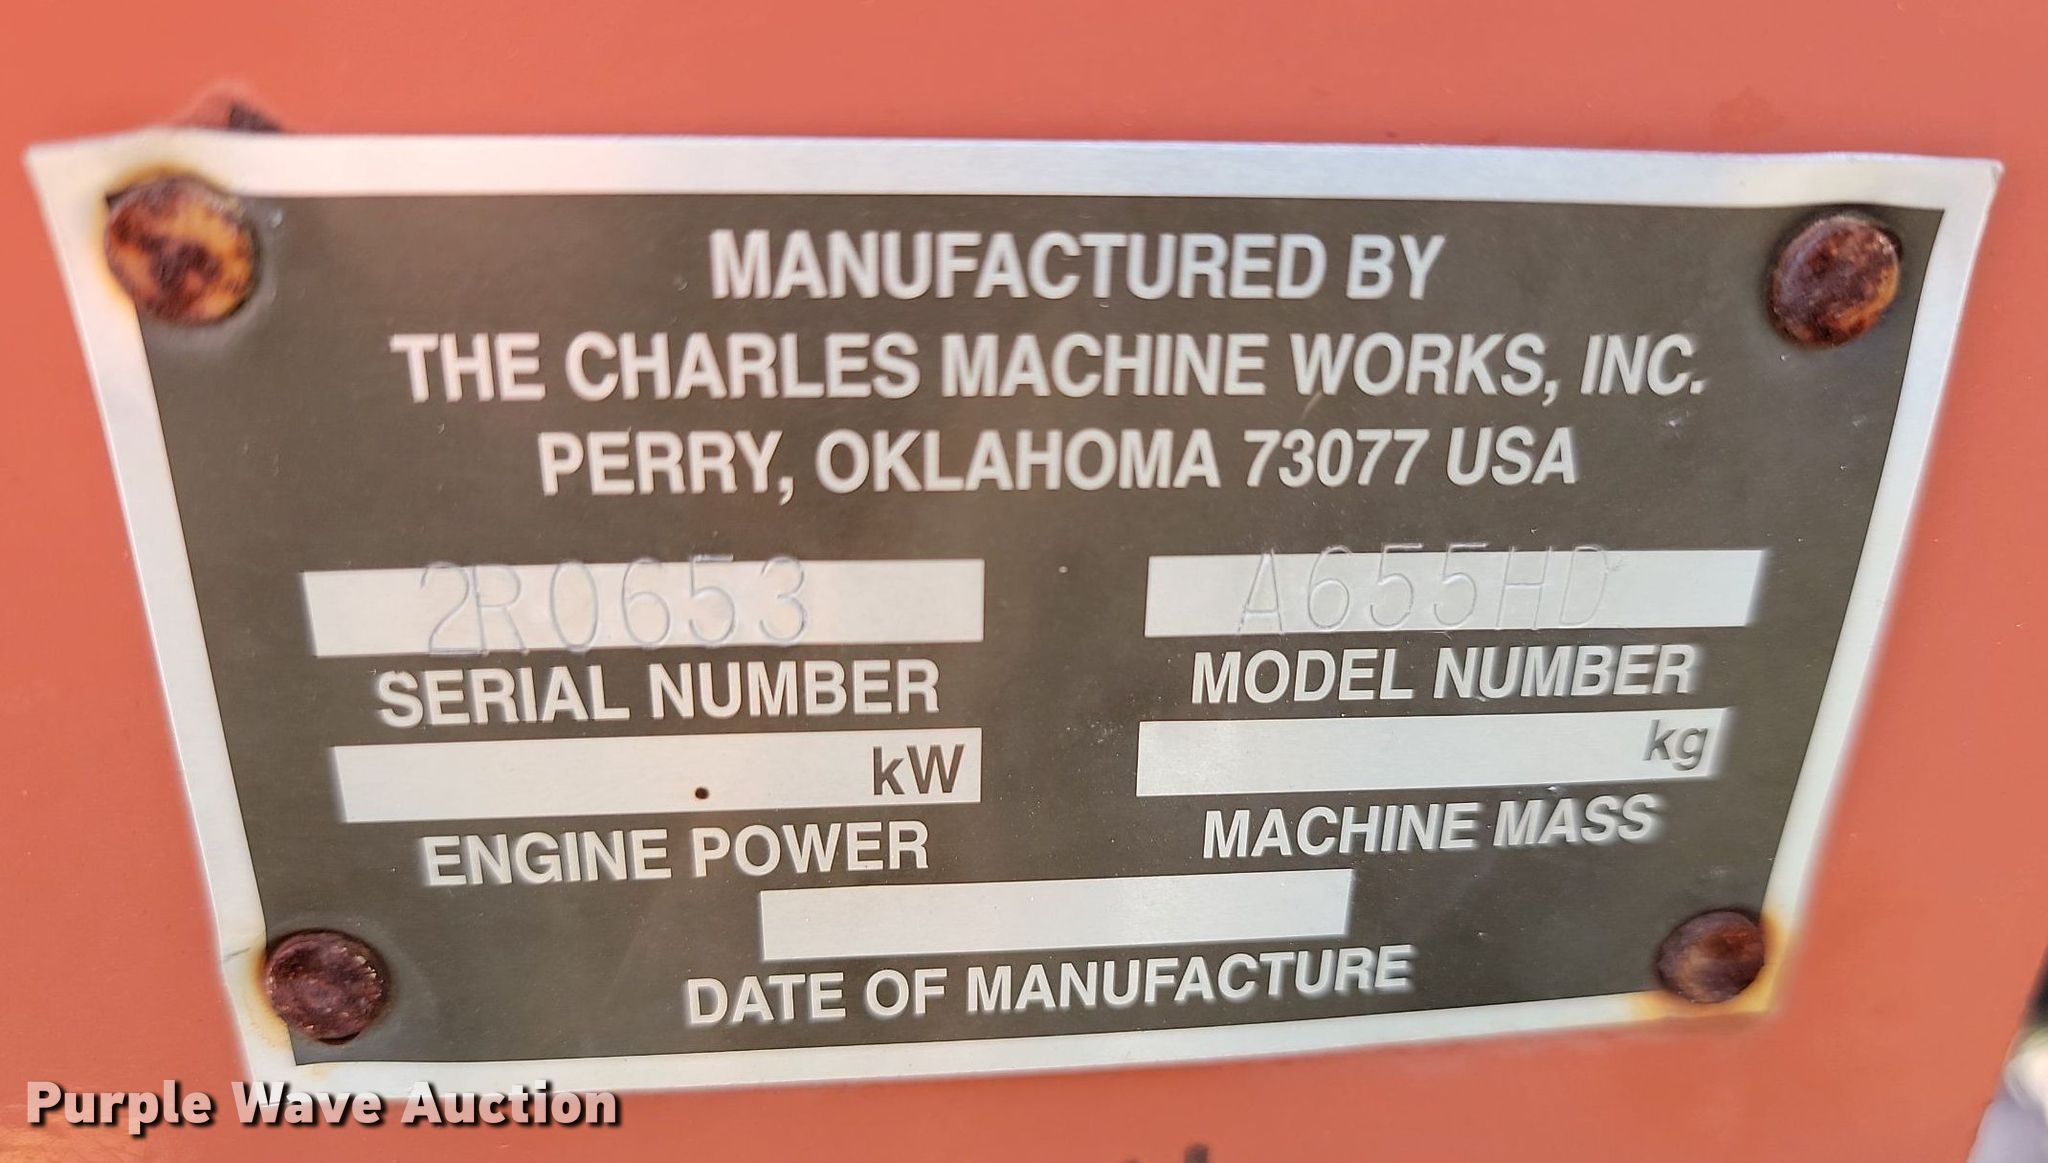 MANUFACTURED BY
THE CHARLES MACHINE WORKS, INC.
PERRY, OKLAHOMA 73077 USA
2R0653 A655HD
SERIAL NUMBER MODEL NUMBER
kW kg
ENGINE POWER MACHINE MASS
DATE OF MANUFACTURE
Purple Wave Auction